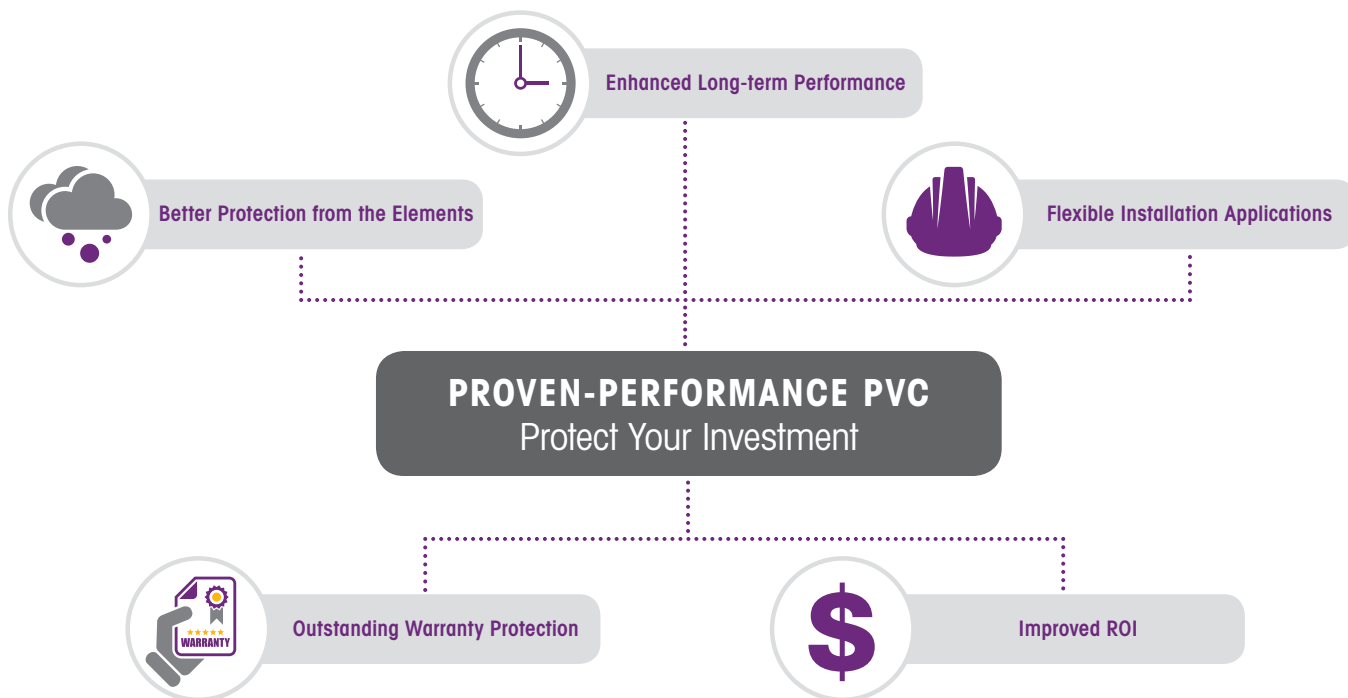 Enhanced Long-term Performance
Better Protection from the Elements
Flexible Installation Applications
PROVEN-PERFORMANCE PVC
Protect Your Investment
WARRANTY
Outstanding Warranty Protection
$
Improved ROI